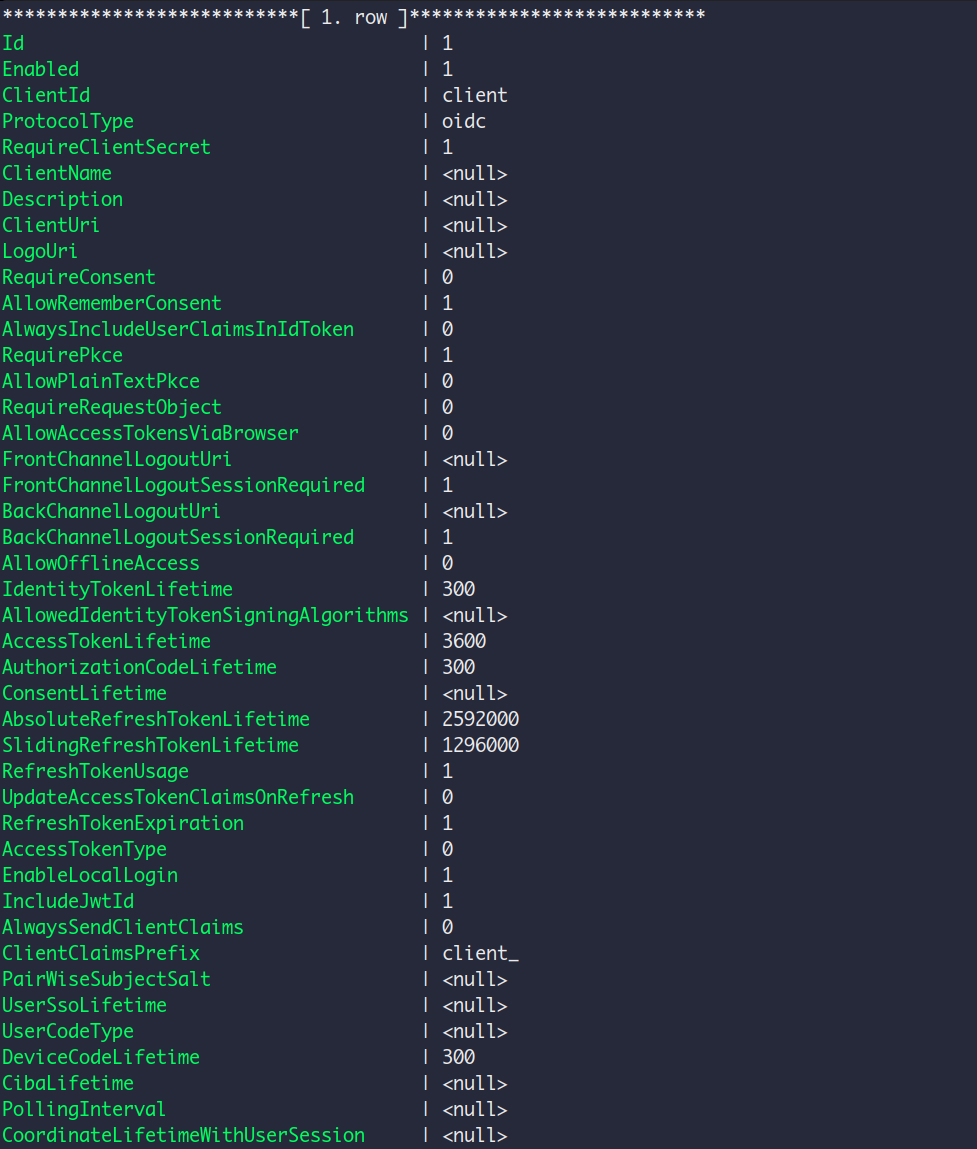 ***************************[ 1. row ]***************************
Id                                    | 1
Enabled                               | 1
ClientId                              | client
ProtocolType                          | oidc
RequireClientSecret                   | 1
ClientName                            | <null>
Description                           | <null>
ClientUri                             | <null>
LogoUri                               | <null>
RequireConsent                        | 0
AllowRememberConsent                  | 1
AlwaysIncludeUserClaimsInIdToken      | 0
RequirePkce                           | 1
AllowPlainTextPkce                    | 0
RequireRequestObject                  | 0
AllowAccessTokensViaBrowser           | 0
FrontChannelLogoutUri                 | <null>
FrontChannelLogoutSessionRequired     | 1
BackChannelLogoutUri                  | <null>
BackChannelLogoutSessionRequired      | 1
AllowOfflineAccess                    | 0
IdentityTokenLifetime                 | 300
AllowedIdentityTokenSigningAlgorithms | <null>
AccessTokenLifetime                   | 3600
AuthorizationCodeLifetime             | 300
ConsentLifetime                       | <null>
AbsoluteRefreshTokenLifetime          | 2592000
SlidingRefreshTokenLifetime           | 1296000
RefreshTokenUsage                     | 1
UpdateAccessTokenClaimsOnRefresh      | 0
RefreshTokenExpiration                | 1
AccessTokenType                       | 0
EnableLocalLogin                      | 1
IncludeJwtId                          | 1
AlwaysSendClientClaims                | 0
ClientClaimsPrefix                    | client_
PairWiseSubjectSalt                   | <null>
UserSsoLifetime                       | <null>
UserCodeType                          | <null>
DeviceCodeLifetime                    | 300
CibaLifetime                          | <null>
PollingInterval                       | <null>
CoordinateLifetimeWithUserSession     | <null>